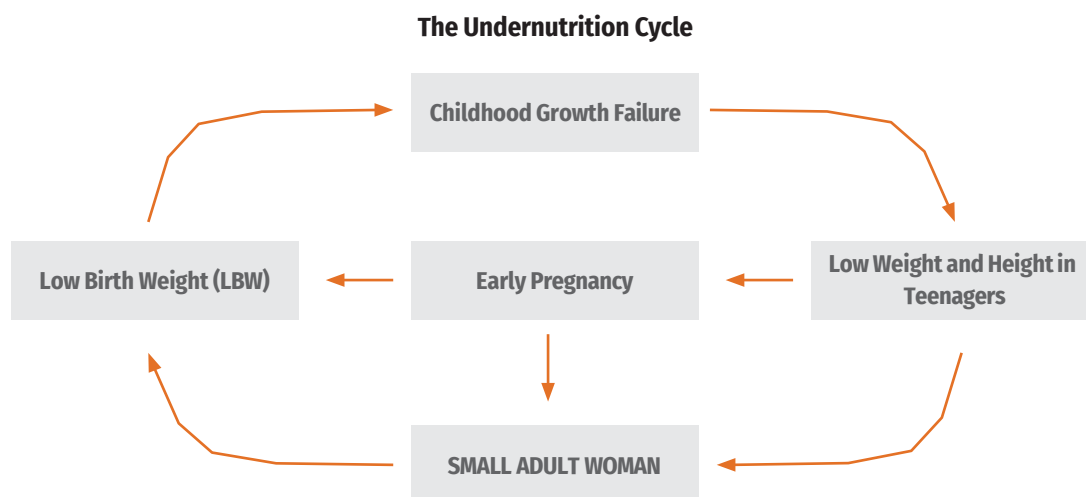 The Undernutrition Cycle
Childhood Growth Failure
Low Birth Weight (LBW)
Early Pregnancy
Low Weight and Height in
Teenagers
SMALL ADULT WOMAN